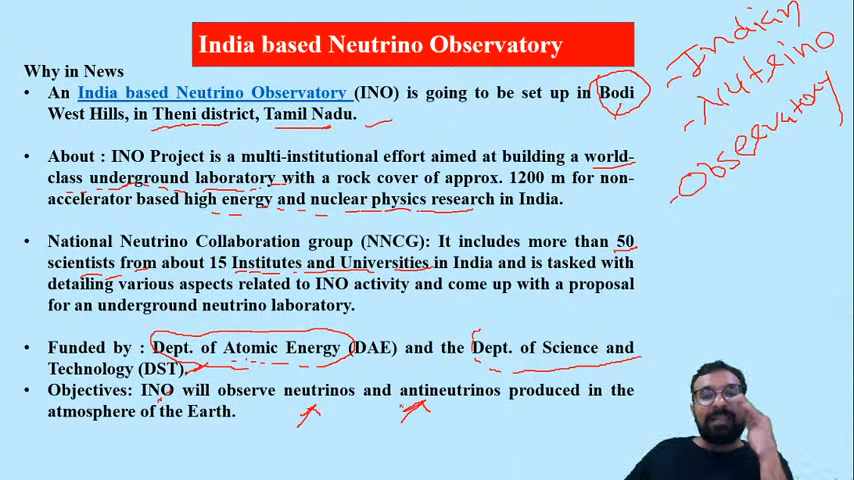 India based Neutrino Observatory
Why in News
• An India based Neutrino Observatory (INO) is going to be set up in Bodi
West Hills, in Theni district, Tamil Nadu.
• About : INO Project is a multi-institutional effort aimed at building a world-
class underground laboratory with a rock cover of approx. 1200 m for non-
accelerator based high energy and nuclear physics research in India.
• National Neutrino Collaboration group (NNCG): It includes more than 50
scientists from about 15 Institutes and Universities in India and is tasked with
detailing various aspects related to INO activity and come up with a proposal
for an underground neutrino laboratory.
• Funded by : Dept. of Atomic Energy (DAE) and the Dept. of Science and
Technology (DST).
• Objectives: INO will observe neutrinos and antineutrinos produced in the
atmosphere of the Earth.
- Indian
- Nutrino
- Observatory